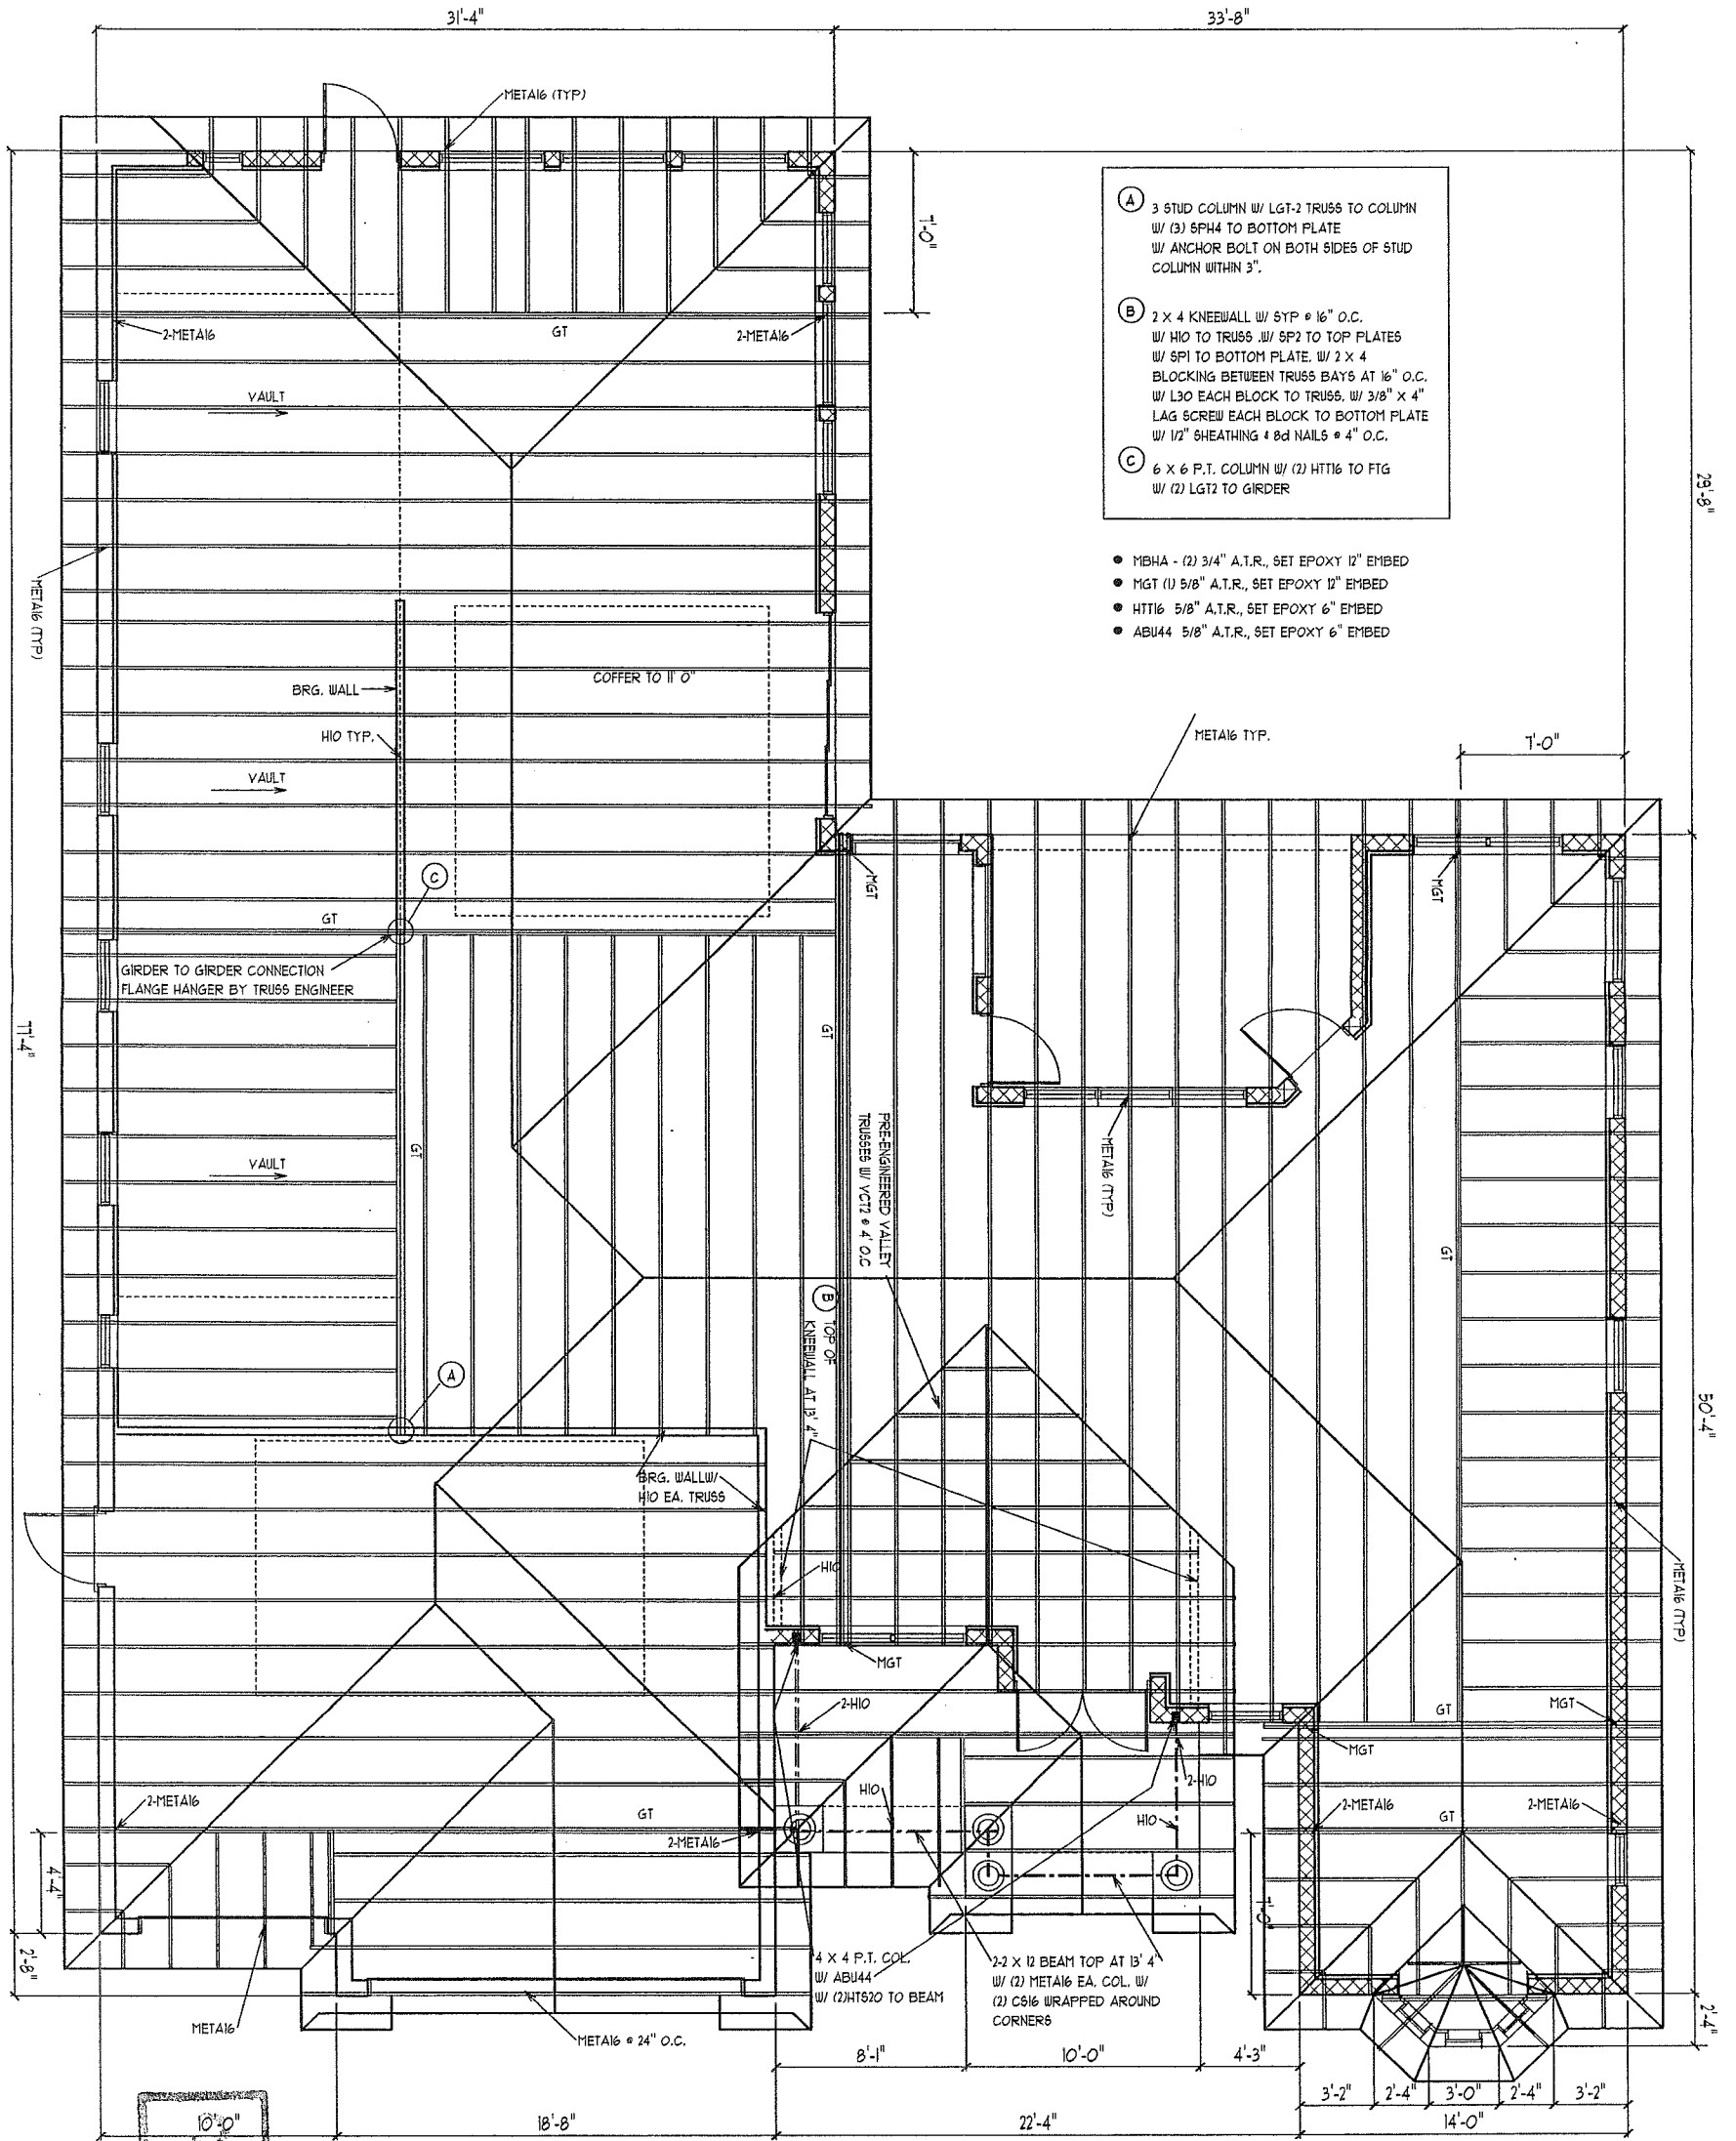 31'-4"
33'-8"
META16 (TYP)
7'-0"
A 3 STUD COLUMN W/ LGT-2 TRUSS TO COLUMN
W/ (3) SPH4 TO BOTTOM PLATE
W/ ANCHOR BOLT ON BOTH SIDES OF STUD
COLUMN WITHIN 3".
B 2 X 4 KNEEWALL W/ SYP @ 16" O.C.
W/ H10 TO TRUSS .W/ SP2 TO TOP PLATES
W/ SP1 TO BOTTOM PLATE, W/ 2 X 4
BLOCKING BETWEEN TRUSS BAYS AT 16" O.C.
W/ L30 EACH BLOCK TO TRUSS, W/ 3/8" X 4"
LAG SCREW EACH BLOCK TO BOTTOM PLATE
W/ 1/2" SHEATHING & 8d NAILS @ 4" O.C.
C 6 X 6 P.T. COLUMN W/ (2) HTT16 TO FTG
W/ (2) LGT2 TO GIRDER
2-META16
GT
2-META16
VAULT
29'-8"
• MBHA - (2) 3/4" A.T.R., SET EPOXY 12" EMBED
• MGT (1) 5/8" A.T.R., SET EPOXY 12" EMBED
• HTT16 5/8" A.T.R., SET EPOXY 6" EMBED
• ABU44 5/8" A.T.R., SET EPOXY 6" EMBED
META16 (TYP)
COFFER TO 11' 0"
BRG. WALL
H10 TYP.
META16 TYP.
7'-0"
VAULT
C
MGT
MGT
GT
GIRDER TO GIRDER CONNECTION
FLANGE HANGER BY TRUSS ENGINEER
77'-4"
GT
GT
PRE-ENGINEERED VALLEY
TRUSSES W/ VCT2 @ 4' O.C
META16 (TYP)
VAULT
GT
B TOP OF
KNEEWALL AT 13' 4"
A
50'-4"
BRG. WALLW/
H10 EA. TRUSS
H10
META16 (TYP)
MGT
2-H10
GT
MGT
MGT
2-H10
2-META16
GT
H10
2-META16
H10
2-META16
GT
2-META16
4'-4"
7'-0"
2'-8"
4 X 4 P.T. COL.
W/ ABU44
W/ (2)HTS20 TO BEAM
2-2 X 12 BEAM TOP AT 13' 4"
W/ (2) META16 EA. COL. W/
(2) CS16 WRAPPED AROUND
CORNERS
2'-4"
META16
META16 @ 24" O.C.
8'-1"
10'-0"
4'-3"
3'-2"
2'-4"
3'-0"
2'-4"
3'-2"
10'-0"
18'-8"
22'-4"
14'-0"